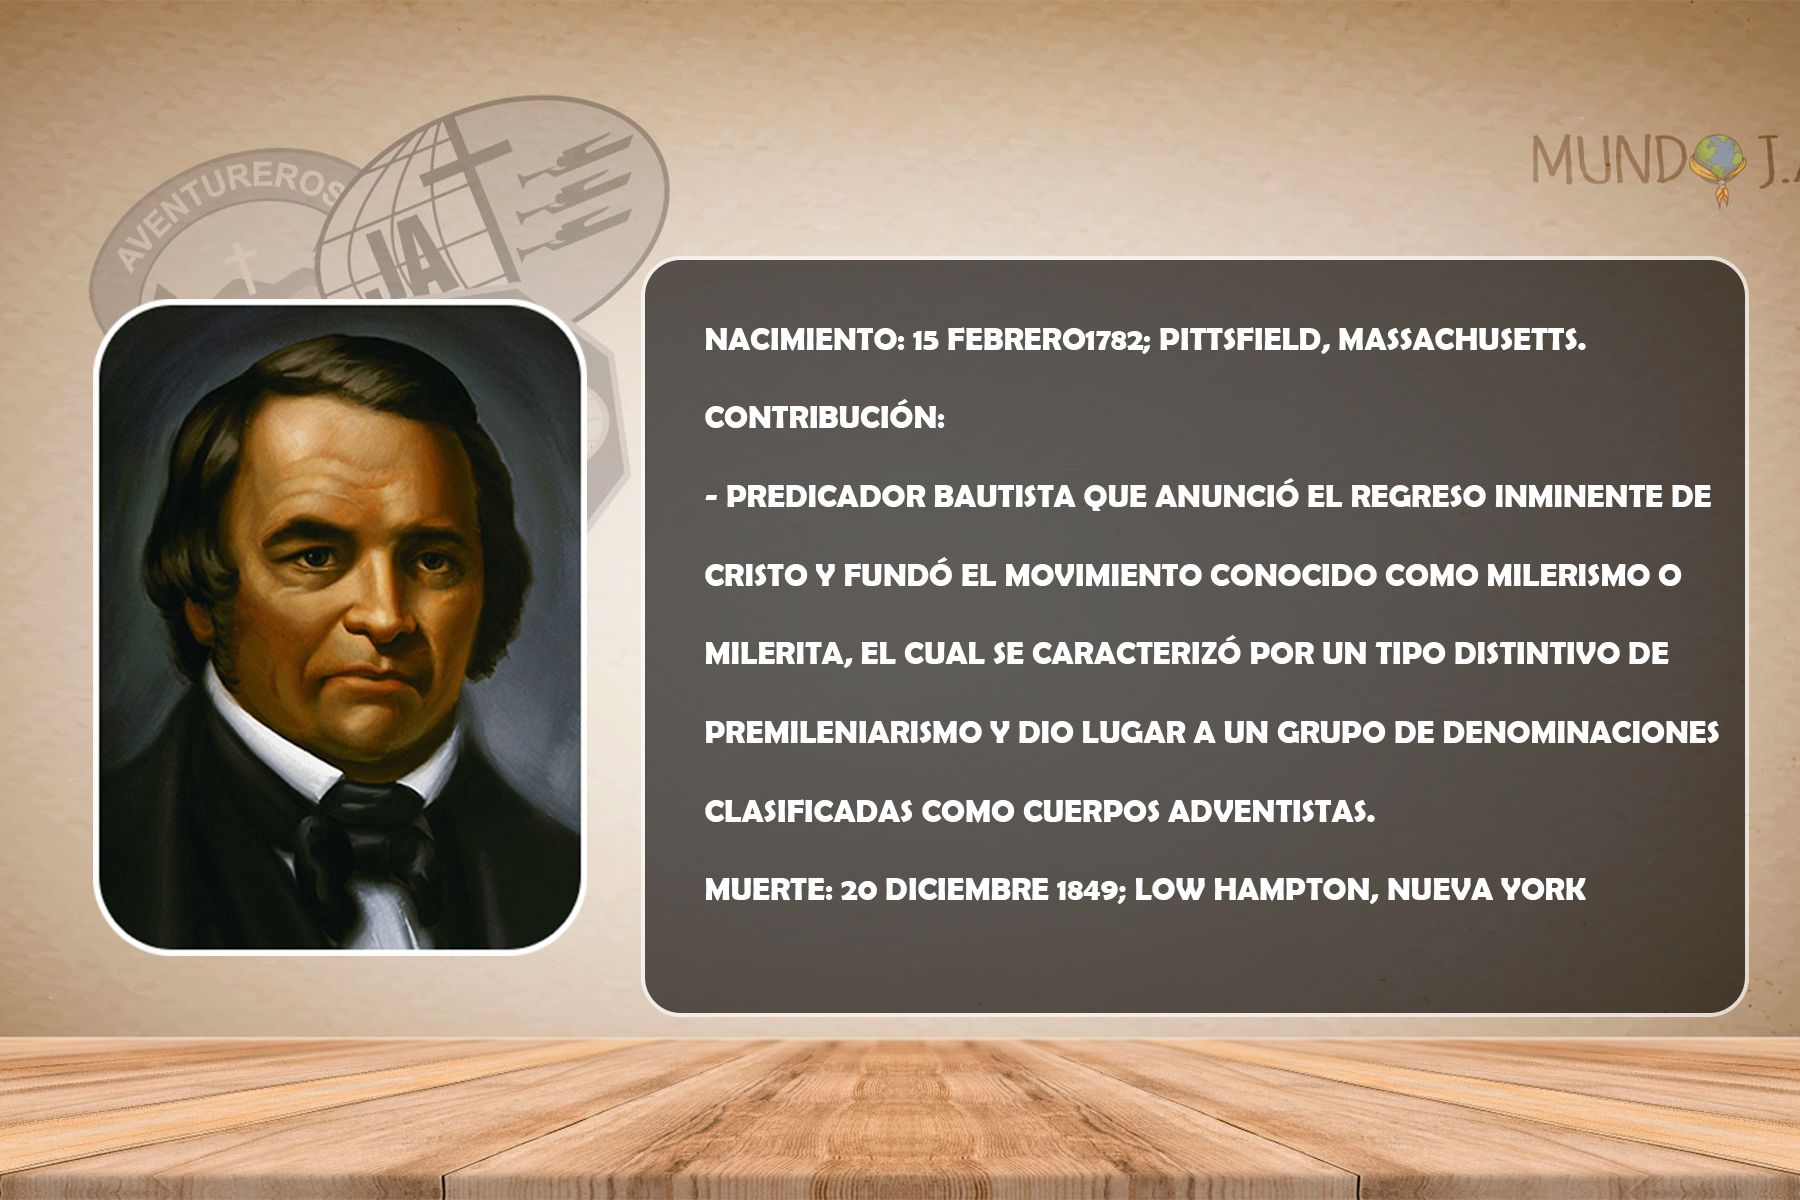 AVENTUREROS
JA
MUNDO J.A
NACIMIENTO: 15 FEBRERO1782; PITTSFIELD, MASSACHUSETTS.
CONTRIBUCIÓN:
- PREDICADOR BAUTISTA QUE ANUNCIÓ EL REGRESO INMINENTE DE
CRISTO Y FUNDÓ EL MOVIMIENTO CONOCIDO COMO MILERISMO O
MILERITA, EL CUAL SE CARACTERIZÓ POR UN TIPO DISTINTIVO DE
PREMILENIARISMO Y DIO LUGAR A UN GRUPO DE DENOMINACIONES
CLASIFICADAS COMO CUERPOS ADVENTISTAS.
MUERTE: 20 DICIEMBRE 1849; LOW HAMPTON, NUEVA YORK